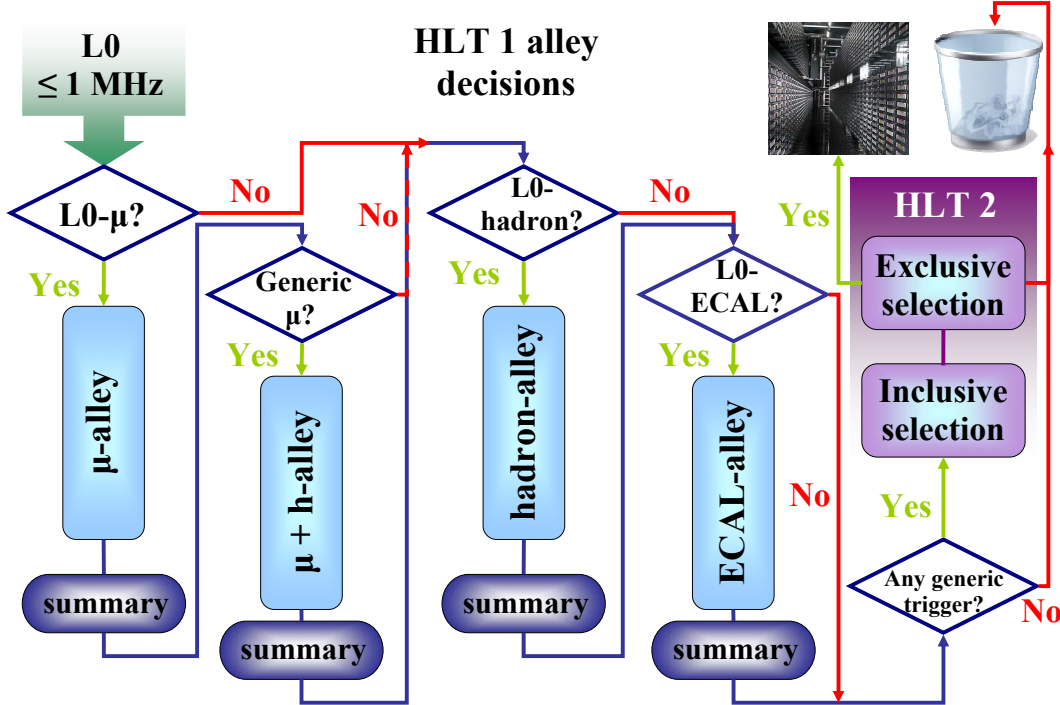 L0
≤ 1 MHz
HLT 1 alley
decisions
L0-μ?
No
Yes
μ-alley
summary
Generic
μ?
No
Yes
μ + h-alley
summary
L0-
hadron?
No
hadron-alley
summary
L0-
ECAL?
Yes
No
ECAL-alley
summary
Any generic
trigger?
No
Yes
HLT 2
Inclusive
selection
Exclusive
selection
Yes